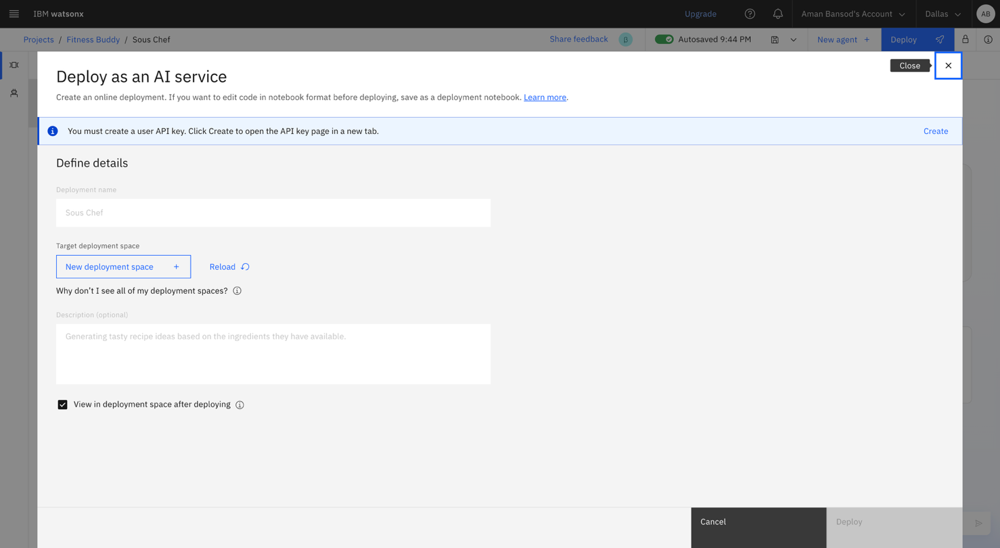 IBM watsonx
Upgrade
Aman Bansod's Account
Dallas
AB
Projects / Fitness Buddy / Sous Chef
Share feedback
β
Autosaved 9:44 PM
New agent +
Deploy
Deploy as an AI service
Close
Create an online deployment. If you want to edit code in notebook format before deploying, save as a deployment notebook. Learn more.
You must create a user API key. Click Create to open the API key page in a new tab.
Create
Define details
Deployment name
Sous Chef
Target deployment space
New deployment space +
Reload
Why don’t I see all of my deployment spaces?
Description (optional)
Generating tasty recipe ideas based on the ingredients they have available.
View in deployment space after deploying
Cancel
Deploy